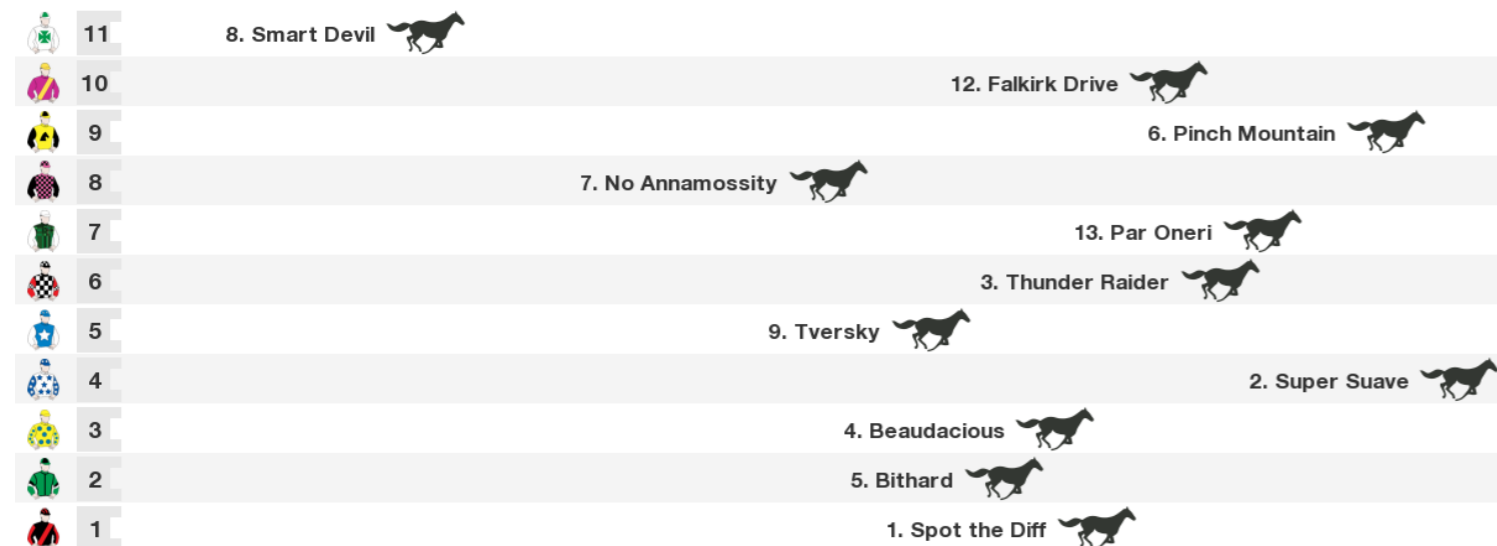 11 8. Smart Devil
10 12. Falkirk Drive
9 6. Pinch Mountain
8 7. No Annamossity
7 13. Par Oneri
6 3. Thunder Raider
5 9. Tversky
4 2. Super Suave
3 4. Beaudacious
2 5. Bithard
1 1. Spot the Diff